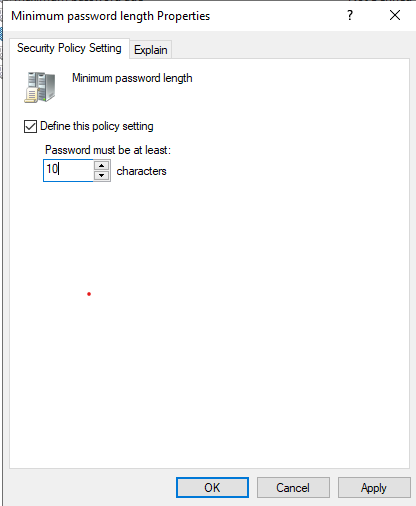 Minimum password length Properties
Security Policy Setting
Explain
Minimum password length
Define this policy setting
Password must be at least:
10
characters
OK
Cancel
Apply